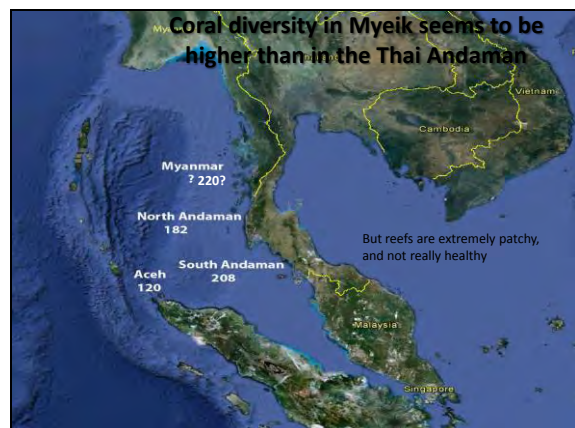 Coral diversity in Myeik seems to be
higher than in the Thai Andaman
Vietnam
Cambodia
Myanmar
? 220?
North Andaman
182
But reefs are extremely patchy,
and not really healthy
South Andaman
208
Aceh
120
Malaysia
Singapore